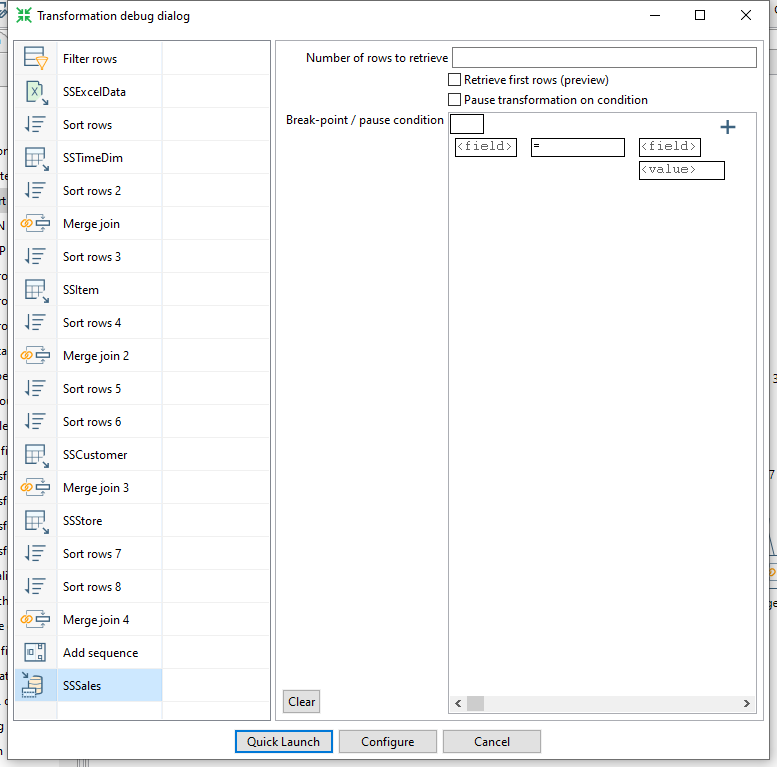 Transformation debug dialog
Filter rows
SSExcelData
Sort rows
SSTimeDim
Sort rows 2
Merge join
Sort rows 3
SSItem
Sort rows 4
Merge join 2
Sort rows 5
Sort rows 6
SSCustomer
Merge join 3
SSStore
Sort rows 7
Sort rows 8
Merge join 4
Add sequence
SSSales
Number of rows to retrieve
Retrieve first rows (preview)
Pause transformation on condition
Break-point / pause condition
<field> = <field>
<value>
Clear
Quick Launch Configure Cancel